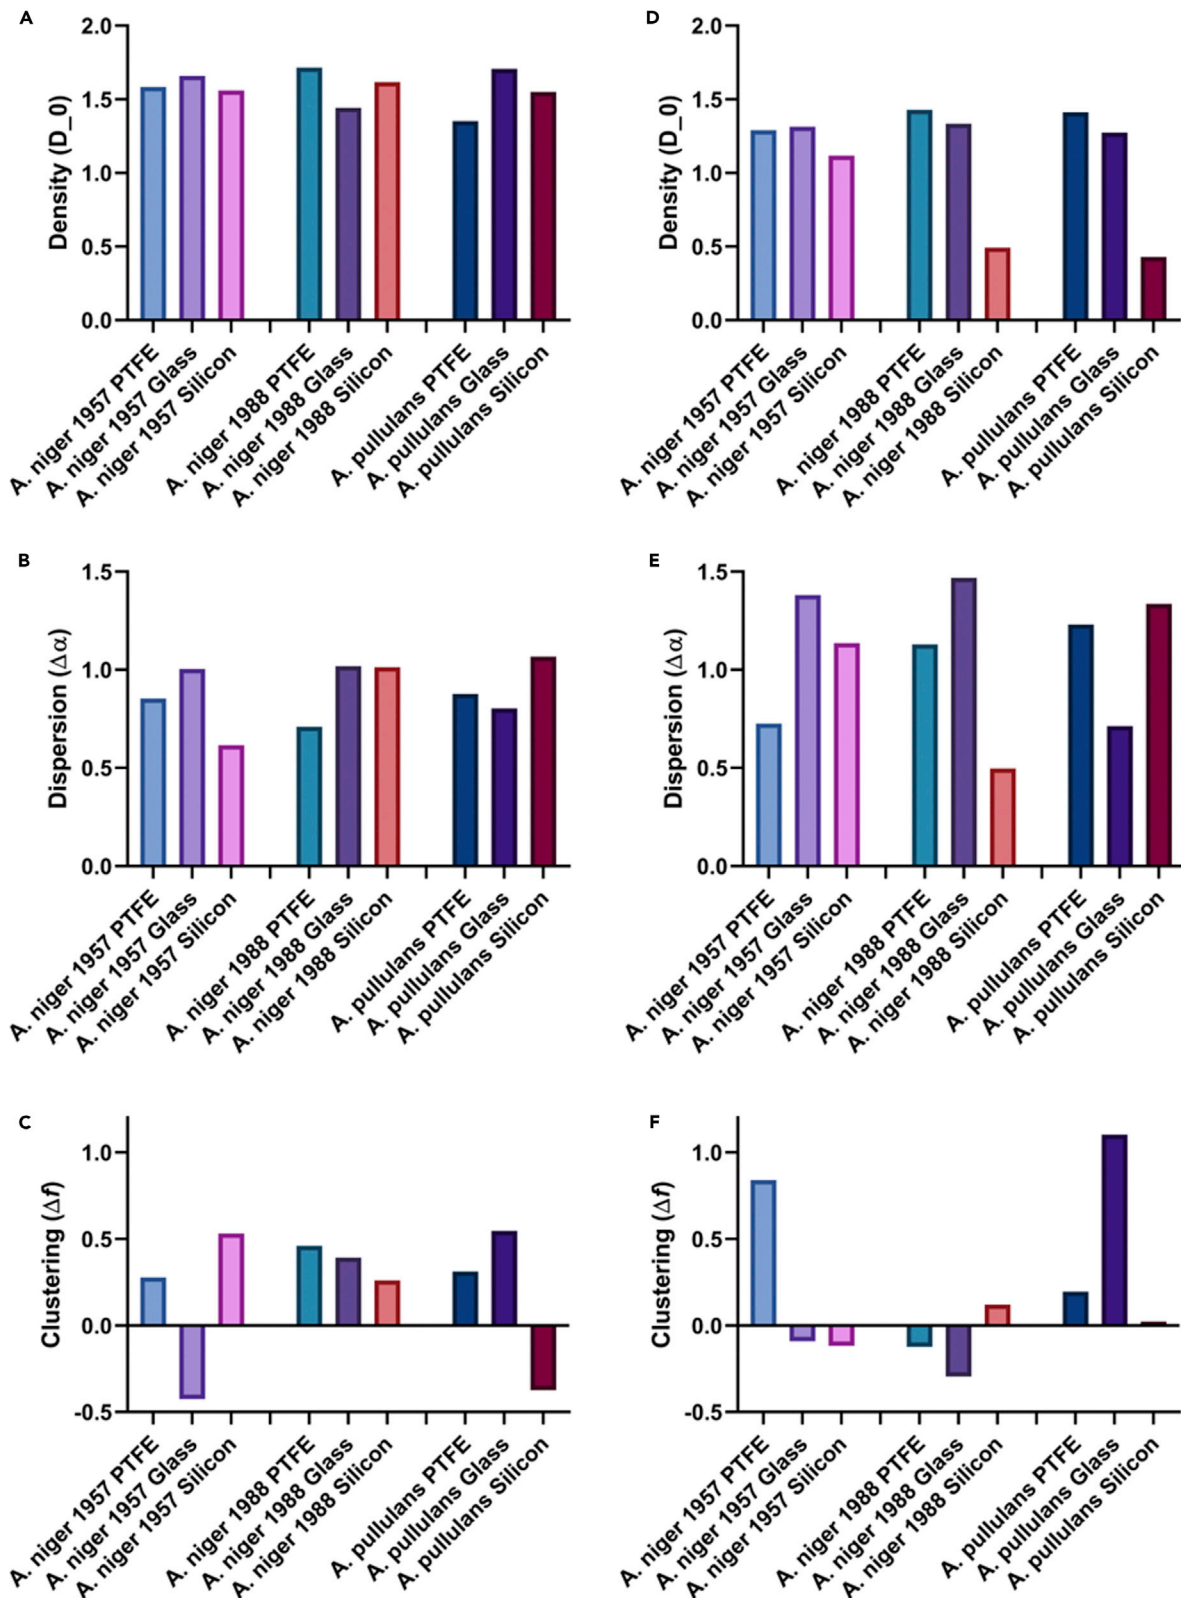 A
Density (D_0)
2.0
1.5
1.0
0.5
0.0
A. niger 1957 PTFE
A. niger 1957 Glass
A. niger 1957 Silicon
A. niger 1988 PTFE
A. niger 1988 Glass
A. niger 1988 Silicon
A. pullulans PTFE
A. pullulans Glass
A. pullulans Silicon
D
Density (D_0)
2.0
1.5
1.0
0.5
0.0
A. niger 1957 PTFE
A. niger 1957 Glass
A. niger 1957 Silicon
A. niger 1988 PTFE
A. niger 1988 Glass
A. niger 1988 Silicon
A. pullulans PTFE
A. pullulans Glass
A. pullulans Silicon
B
Dispersion (Δα)
1.5
1.0
0.5
0.0
A. niger 1957 PTFE
A. niger 1957 Glass
A. niger 1957 Silicon
A. niger 1988 PTFE
A. niger 1988 Glass
A. niger 1988 Silicon
A. pullulans PTFE
A. pullulans Glass
A. pullulans Silicon
E
Dispersion (Δα)
1.5
1.0
0.5
0.0
A. niger 1957 PTFE
A. niger 1957 Glass
A. niger 1957 Silicon
A. niger 1988 PTFE
A. niger 1988 Glass
A. niger 1988 Silicon
A. pullulans PTFE
A. pullulans Glass
A. pullulans Silicon
C
Clustering (Δf)
1.0
0.5
0.0
-0.5
A. niger 1957 PTFE
A. niger 1957 Glass
A. niger 1957 Silicon
A. niger 1988 PTFE
A. niger 1988 Glass
A. niger 1988 Silicon
A. pullulans PTFE
A. pullulans Glass
A. pullulans Silicon
F
Clustering (Δf)
1.0
0.5
0.0
-0.5
A. niger 1957 PTFE
A. niger 1957 Glass
A. niger 1957 Silicon
A. niger 1988 PTFE
A. niger 1988 Glass
A. niger 1988 Silicon
A. pullulans PTFE
A. pullulans Glass
A. pullulans Silicon